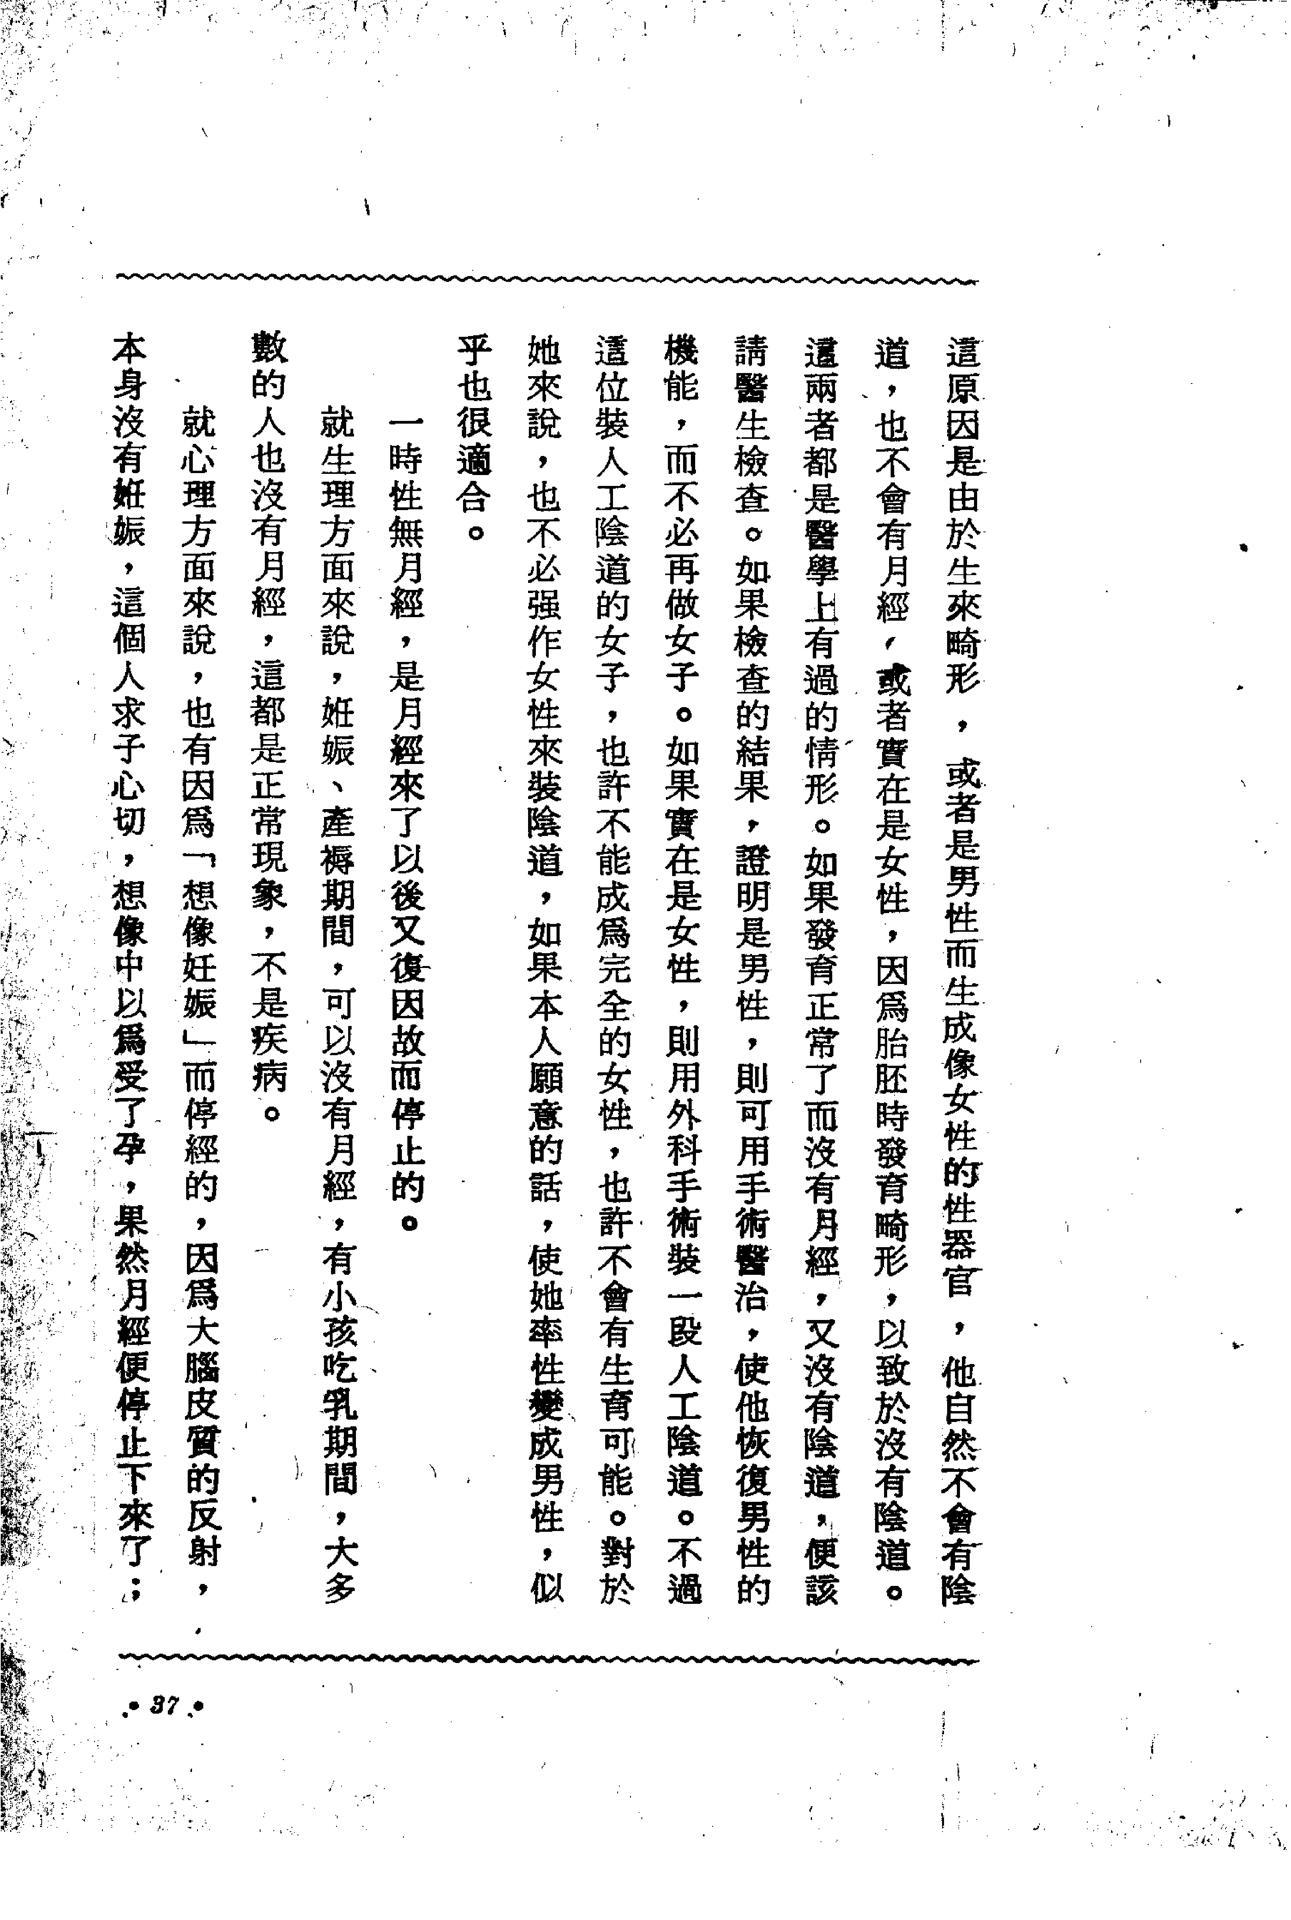 這原因是由於生來畸形，或者是男性而生成像女性的性器官，他自然不會有陰
道，也不會有月經，或者實在是女性，因爲胎胚時發育畸形，以致於沒有陰道。
這兩者都是醫學上有過的情形。如果發育正常了而沒有月經，又沒有陰道，便該
請醫生檢查。如果檢查的結果，證明是男性，則可用手術醫治，使他恢復男性的
機能，而不必再做女子。如果實在是女性，則用外科手術裝一段人工陰道。不過
這位裝人工陰道的女子，也許不能成爲完全的女性，也許不會有生育可能。對於
她來說，也不必强作女性來裝陰道，如果本人願意的話，使她率性變成男性，似
乎也很適合。
一時性無月經，是月經來了以後又復因故而停止的。
就生理方面來說，姙娠、產褥期間，可以沒有月經，有小孩吃乳期間，大多
數的人也沒有月經，這都是正常現象，不是疾病。
就心理方面來說，也有因爲「想像妊娠」而停經的，因爲大腦皮質的反射，
本身沒有姙娠，這個人求子心切，想像中以爲受了孕，果然月經便停止下來了；
• 37 •